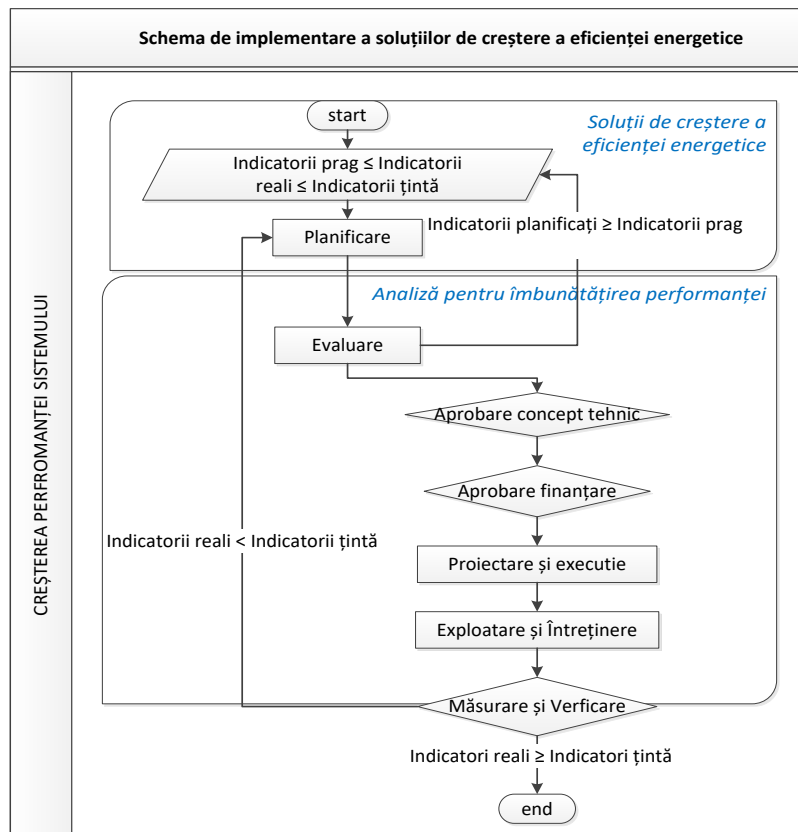 Schema de implementare a soluțiilor de creștere a eficienței energetice
CREȘTEREA PERFROMANȚEI SISTEMULUI
start
Soluții de creștere a
eficienței energetice
Indicatorii prag ≤ Indicatorii
reali ≤ Indicatorii țintă
Indicatorii planificați ≥ Indicatorii prag
Planificare
Analiză pentru îmbunătățirea performanței
Evaluare
Aprobare concept tehnic
Aprobare finanțare
Indicatorii reali < Indicatorii țintă
Proiectare și executie
Exploatare și Întreținere
Măsurare și Verficare
Indicatori reali ≥ Indicatori țintă
end